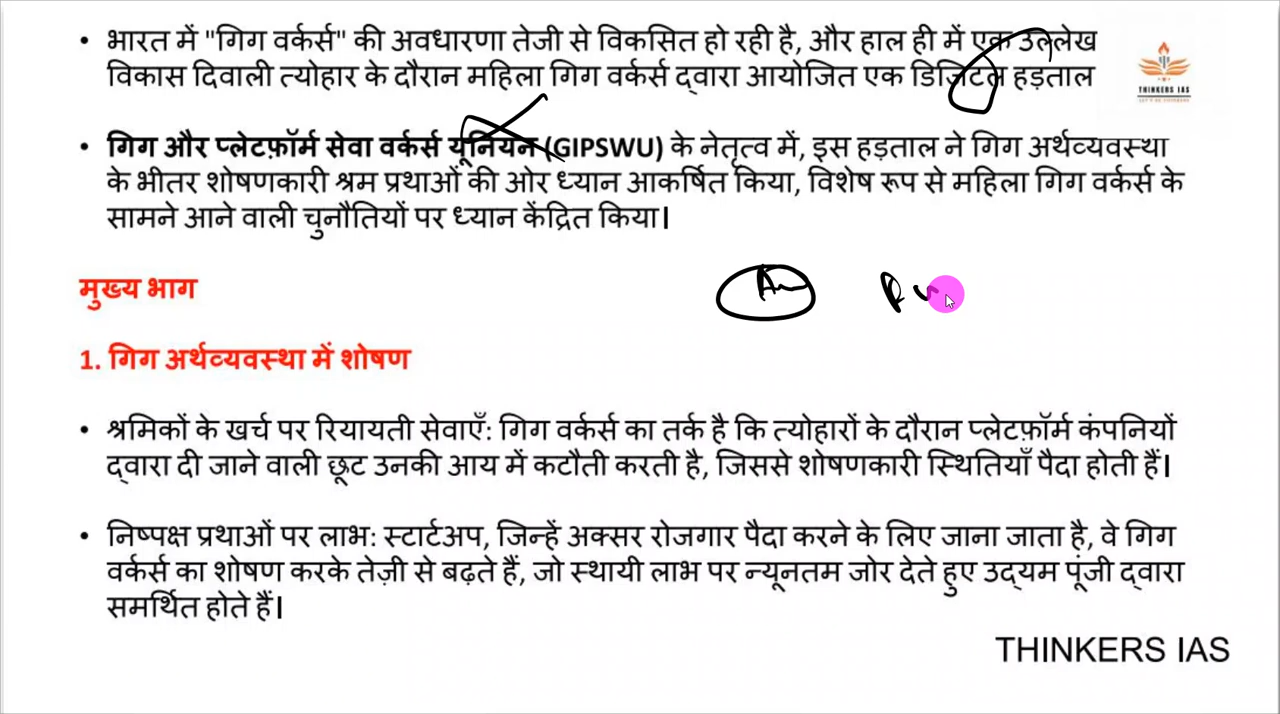 • भारत में "गिग वर्कर्स" की अवधारणा तेजी से विकसित हो रही है, और हाल ही में एक उल्लेख
विकास दिवाली त्योहार के दौरान महिला गिग वर्कर्स द्वारा आयोजित एक डिजिटल हड़ताल
THINKERS IAS
• गिग और प्लेटफ़ॉर्म सेवा वर्कर्स यूनियन (GIPSWU) के नेतृत्व में, इस हड़ताल ने गिग अर्थव्यवस्था
के भीतर शोषणकारी श्रम प्रथाओं की ओर ध्यान आकर्षित किया, विशेष रूप से महिला गिग वर्कर्स के
सामने आने वाली चुनौतियों पर ध्यान केंद्रित किया।
मुख्य भाग
1. गिग अर्थव्यवस्था में शोषण
• श्रमिकों के खर्च पर रियायती सेवाएँ: गिग वर्कर्स का तर्क है कि त्योहारों के दौरान प्लेटफ़ॉर्म कंपनियों
द्वारा दी जाने वाली छूट उनकी आय में कटौती करती है, जिससे शोषणकारी स्थितियाँ पैदा होती हैं।
• निष्पक्ष प्रथाओं पर लाभ: स्टार्टअप, जिन्हें अक्सर रोजगार पैदा करने के लिए जाना जाता है, वे गिग
वर्कर्स का शोषण करके तेज़ी से बढ़ते हैं, जो स्थायी लाभ पर न्यूनतम जोर देते हुए उद्यम पूंजी द्वारा
समर्थित होते हैं।
THINKERS IAS